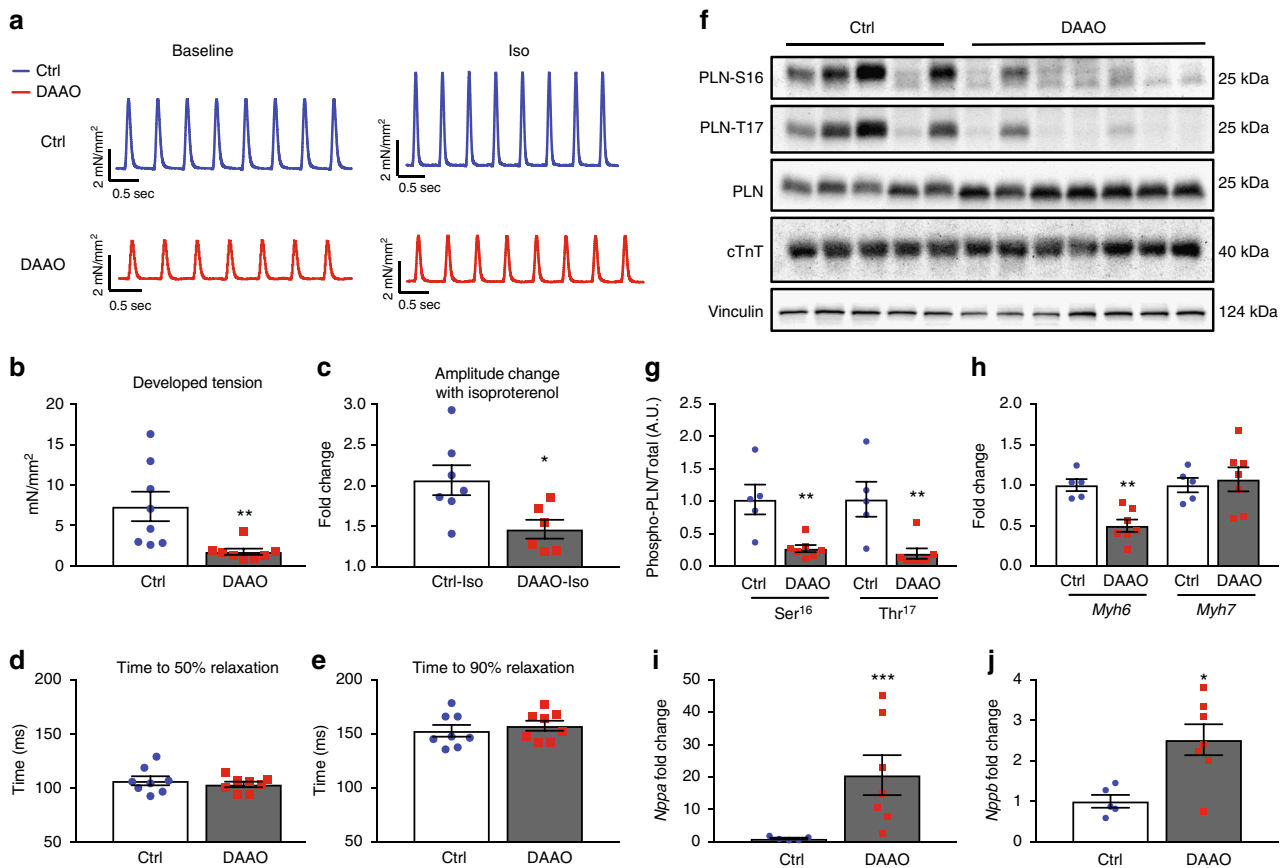 a
Baseline
Iso
Ctrl
DAAO
Ctrl
2 mN/mm²
0.5 sec
2 mN/mm²
0.5 sec
DAAO
2 mN/mm²
0.5 sec
2 mN/mm²
0.5 sec
b
Developed tension
mN/mm²
20
15
10
5
0
**
Ctrl
DAAO
c
Amplitude change
with isoproterenol
Fold change
3.0
2.5
2.0
1.5
1.0
*
Ctrl-Iso
DAAO-Iso
d
Time to 50% relaxation
Time (ms)
200
150
100
50
Ctrl
DAAO
e
Time to 90% relaxation
Time (ms)
200
150
100
50
Ctrl
DAAO
f
Ctrl
DAAO
PLN-S16
25 kDa
PLN-T17
25 kDa
PLN
25 kDa
cTnT
40 kDa
Vinculin
124 kDa
g
Phospho-PLN/Total (A.U.)
2.5
2.0
1.5
1.0
0.5
0.0
**
**
Ctrl
DAAO
Ctrl
DAAO
Ser¹⁶
Thr¹⁷
h
Fold change
2.0
1.5
1.0
0.5
0.0
**
Ctrl
DAAO
Ctrl
DAAO
Myh6
Myh7
i
Nppa fold change
50
40
30
20
10
0
***
Ctrl
DAAO
j
Nppb fold change
4
3
2
1
0
*
Ctrl
DAAO